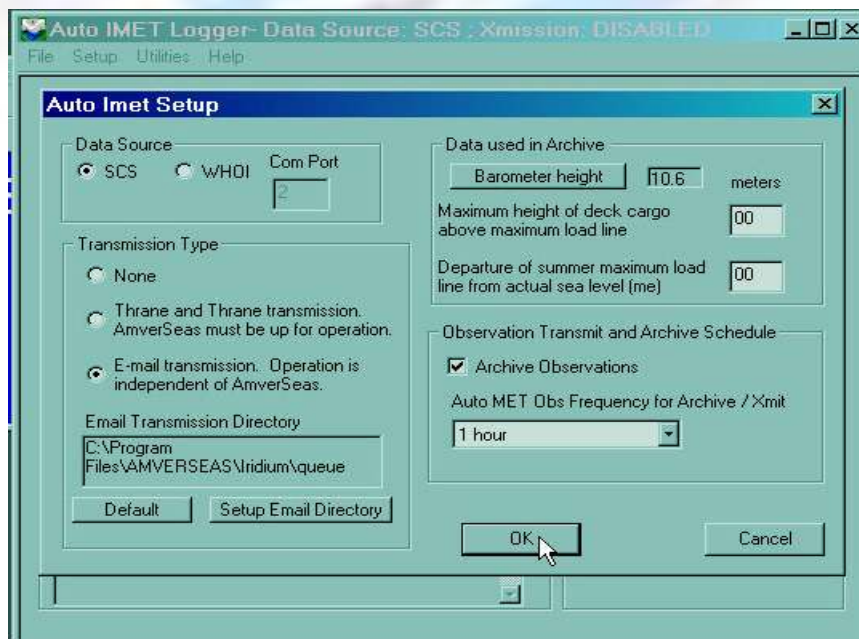 Auto IMET Logger- Data Source: SCS ; Xmission: DISABLED
File Setup Utilities Help
Auto Imet Setup
Data Source
SCS WHOI Com Port
2
Transmission Type
None
Thrane and Thrane transmission.
AmverSeas must be up for operation.
E-mail transmission. Operation is
independent of AmverSeas.
Email Transmission Directory
C:\Program
Files\AMVERSEAS\Iridium\queue
Default Setup Email Directory
Data used in Archive
Barometer height 10.6 meters
Maximum height of deck cargo
above maximum load line
00
Departure of summer maximum load
line from actual sea level (me)
00
Observation Transmit and Archive Schedule
Archive Observations
Auto MET Obs Frequency for Archive / Xmit
1 hour
OK Cancel